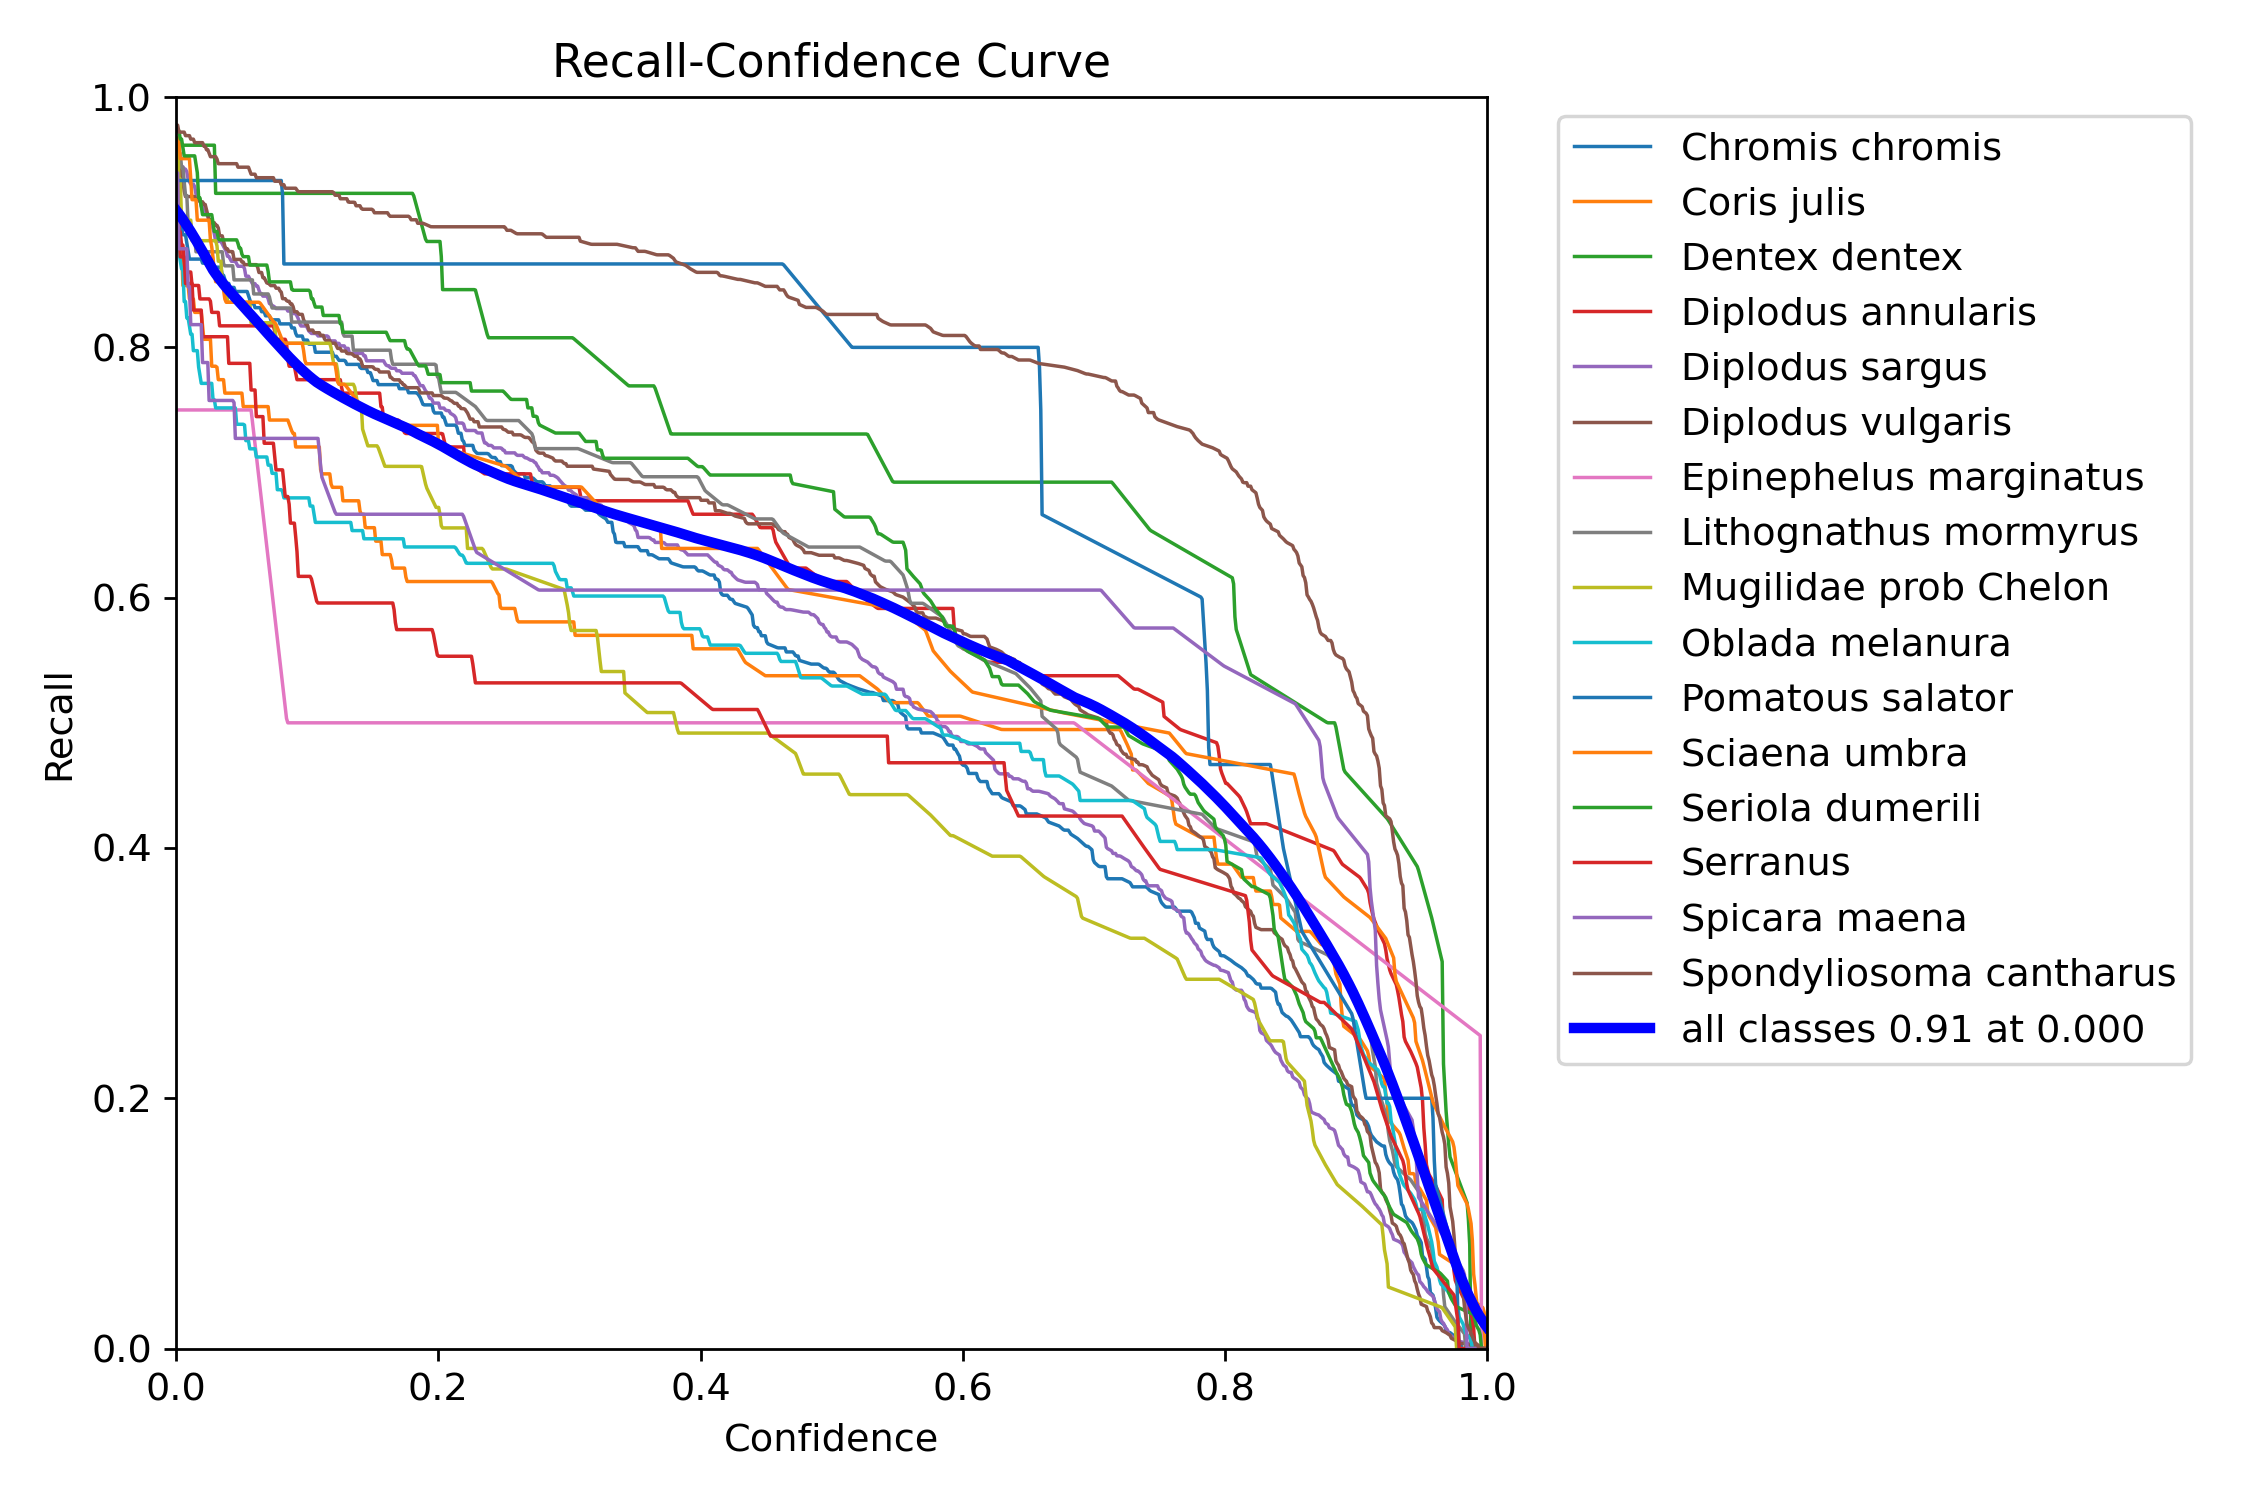 Recall-Confidence Curve
1.0
0.8
0.6
0.4
0.2
0.0
Recall
0.0 0.2 0.4 0.6 0.8 1.0
Confidence
Chromis chromis
Coris julis
Dentex dentex
Diplodus annularis
Diplodus sargus
Diplodus vulgaris
Epinephelus marginatus
Lithognathus mormyrus
Mugilidae prob Chelon
Oblada melanura
Pomatous salator
Sciaena umbra
Seriola dumerili
Serranus
Spicara maena
Spondyliosoma cantharus
all classes 0.91 at 0.000